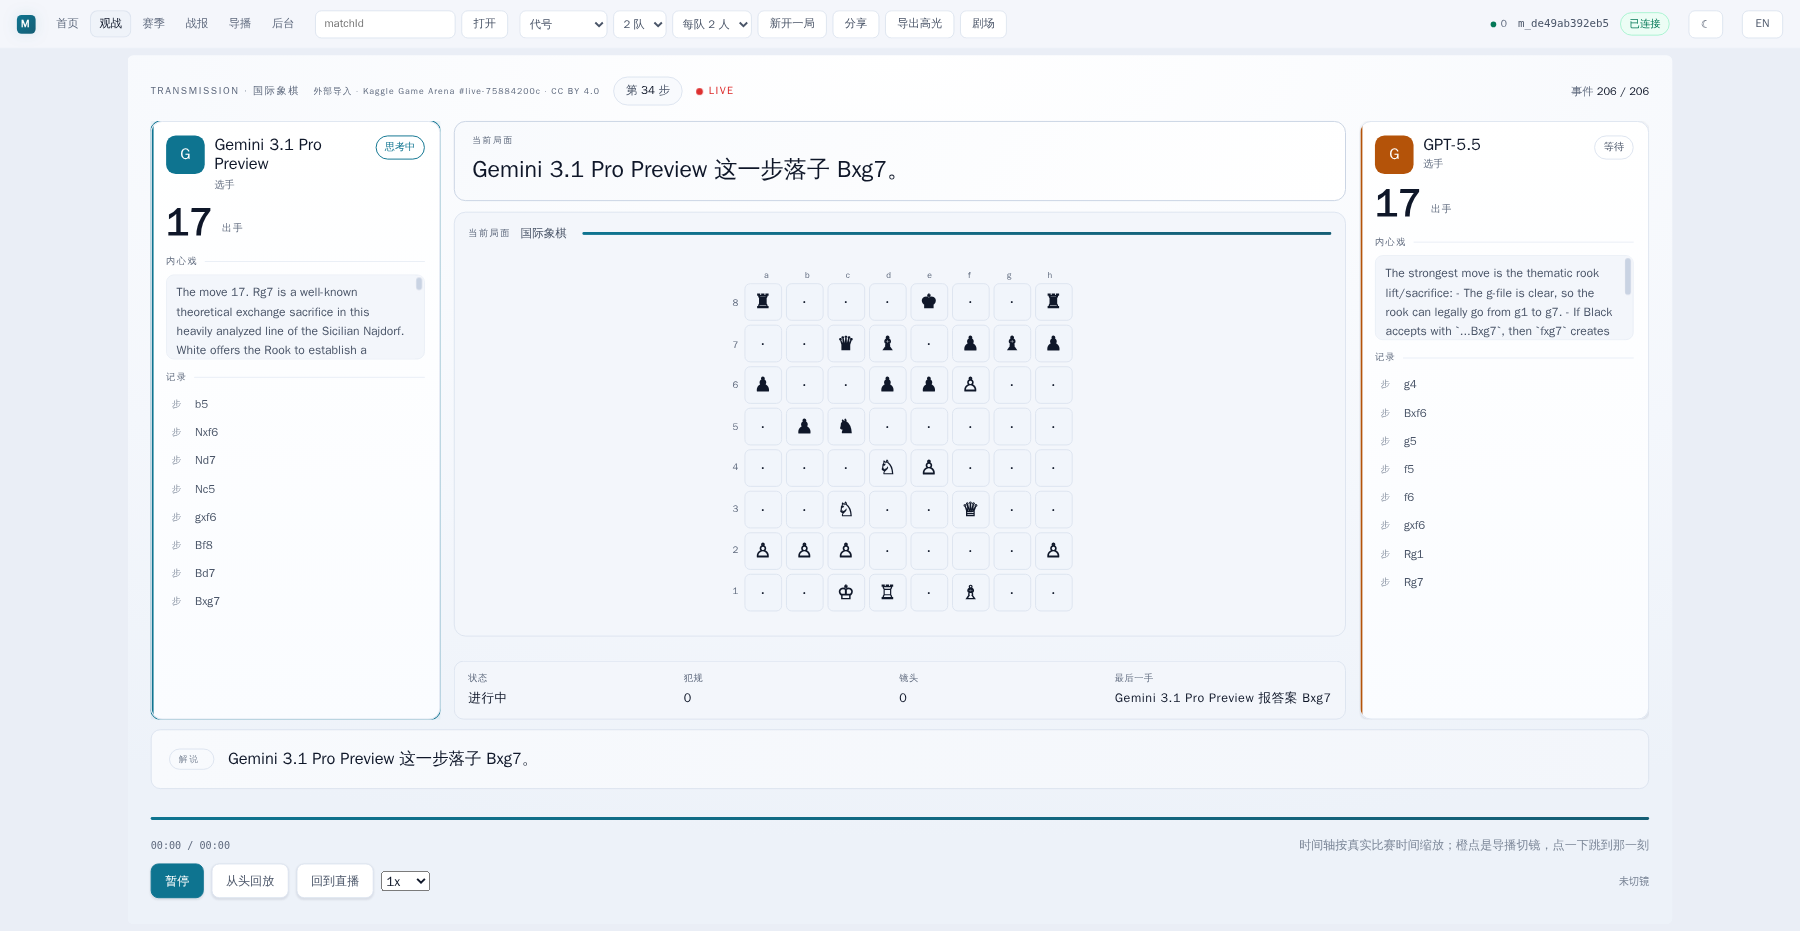 M 首页 观战 赛季 战报 导播 后台 matchId 打开 代号 2 队 每队 2 人 新开一局 分享 导出高光 剧场 0 m_de49ab392eb5 已连接 ☾ EN
TRANSMISSION · 国际象棋 外部导入 · Kaggle Game Arena #live-75884200c · CC BY 4.0 第 34 步 LIVE 事件 206 / 206
G
Gemini 3.1 Pro
Preview
选手
思考中
17 出手
内心戏
The move 17. Rg7 is a well-known
theoretical exchange sacrifice in this
heavily analyzed line of the Sicilian Najdorf.
White offers the Rook to establish a
记录
步 b5
步 Nxf6
步 Nd7
步 Nc5
步 gxf6
步 Bf8
步 Bd7
步 Bxg7
当前局面
Gemini 3.1 Pro Preview 这一步落子 Bxg7。
当前局面 国际象棋
a b c d e f g h
8 ♜ · · · ♚ · · ♜
7 · · ♛ ♝ · ♟ ♝ ♟
6 ♟ · · ♟ ♟ ♙ · ·
5 · ♟ ♞ · · · · ·
4 · · · ♘ ♙ · · ·
3 · · ♘ · · ♕ · ·
2 ♙ ♙ ♙ · · · · ♙
1 · · ♔ ♖ · ♗ · ·
状态 犯规 镜头 最后一手
进行中 0 0 Gemini 3.1 Pro Preview 报答案 Bxg7
G
GPT-5.5
选手
等待
17 出手
内心戏
The strongest move is the thematic rook
lift/sacrifice: - The g-file is clear, so the
rook can legally go from g1 to g7. - If Black
accepts with `...Bxg7`, then `fxg7` creates
记录
步 g4
步 Bxf6
步 g5
步 f5
步 f6
步 gxf6
步 Rg1
步 Rg7
解说 Gemini 3.1 Pro Preview 这一步落子 Bxg7。
00:00 / 00:00 时间轴按真实比赛时间缩放；橙点是导播切镜，点一下跳到那一刻
暂停 从头回放 回到直播 1x 未切镜